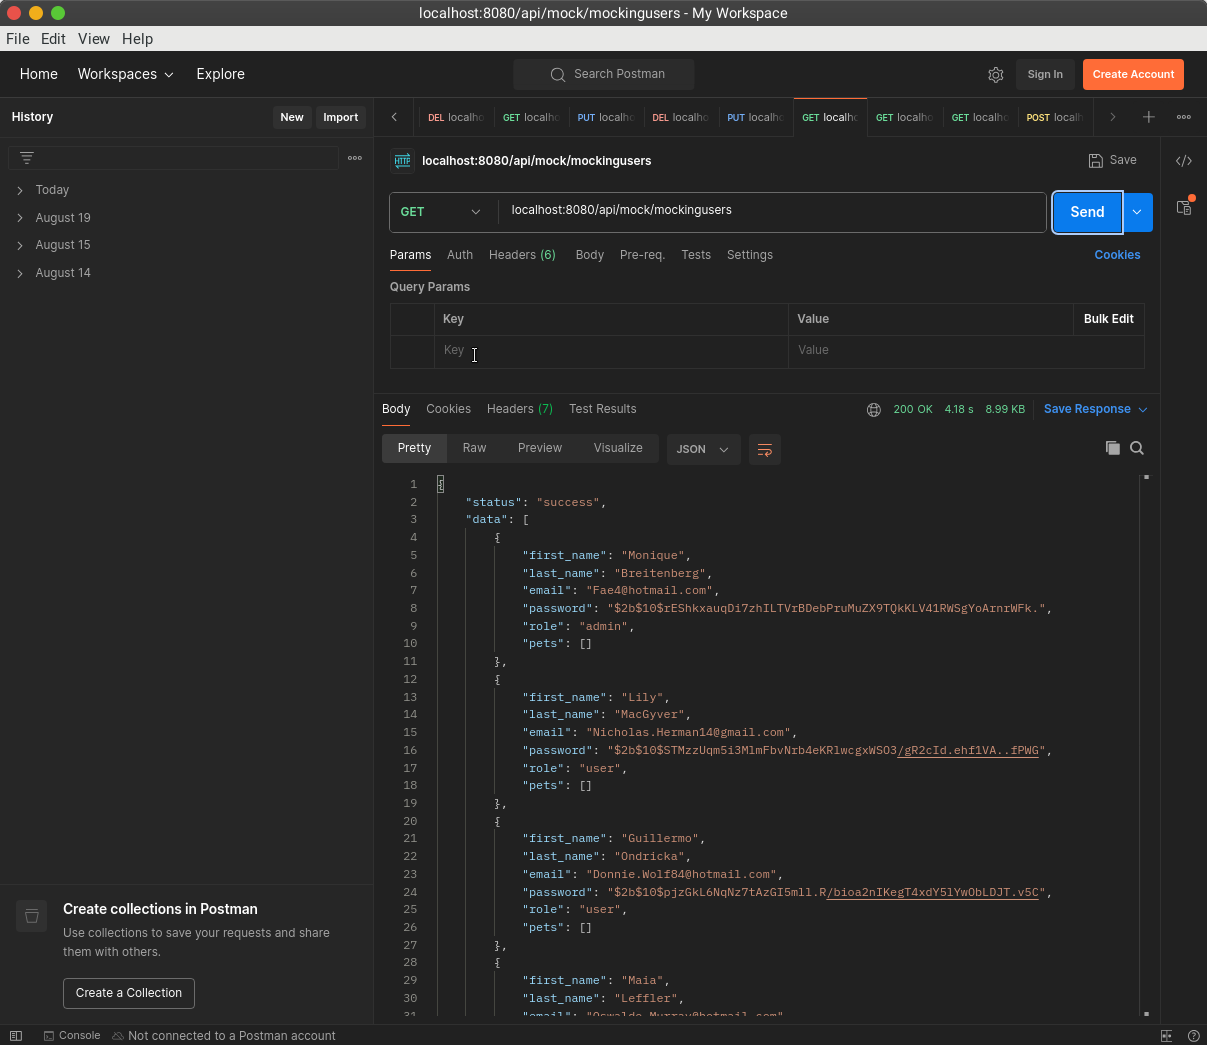 localhost:8080/api/mock/mockingusers - My Workspace
File Edit View Help
Home Workspaces Explore Search Postman Sign In Create Account
History New Import
DEL localho GET localho PUT localho DEL localho PUT localho GET localho GET localho GET localho POST localh
localhost:8080/api/mock/mockingusers Save
Today
August 19
August 15
August 14
GET localhost:8080/api/mock/mockingusers Send
Params Auth Headers (6) Body Pre-req. Tests Settings Cookies
Query Params
Key Value Bulk Edit
Key Value
Body Cookies Headers (7) Test Results 200 OK 4.18 s 8.99 KB Save Response
Pretty Raw Preview Visualize JSON
1 {
2 "status": "success",
3 "data": [
4 {
5 "first_name": "Monique",
6 "last_name": "Breitenberg",
7 "email": "Fae4@hotmail.com",
8 "password": "$2b$10$rEShkxauqDi7zhILTVrBDebPruMuZX9TQkKLV41RWSgYoArnrWFk.",
9 "role": "admin",
10 "pets": []
11 },
12 {
13 "first_name": "Lily",
14 "last_name": "MacGyver",
15 "email": "Nicholas.Herman14@gmail.com",
16 "password": "$2b$10$STMzzUqm5i3MlmFbvNrb4eKRlwcgxWSO3/gR2cId.ehf1VA..fPWG",
17 "role": "user",
18 "pets": []
19 },
20 {
21 "first_name": "Guillermo",
22 "last_name": "Ondricka",
23 "email": "Donnie.Wolf84@hotmail.com",
24 "password": "$2b$10$pjzGkL6NqNz7tAzGI5mll.R/bioa2nIKegT4xdY5lYwObLDJT.v5C",
25 "role": "user",
26 "pets": []
27 },
28 {
29 "first_name": "Maia",
30 "last_name": "Leffler",
31 "email": "Oswaldo.Murray@hotmail.com"
Create collections in Postman
Use collections to save your requests and share
them with others.
Create a Collection
Console Not connected to a Postman account